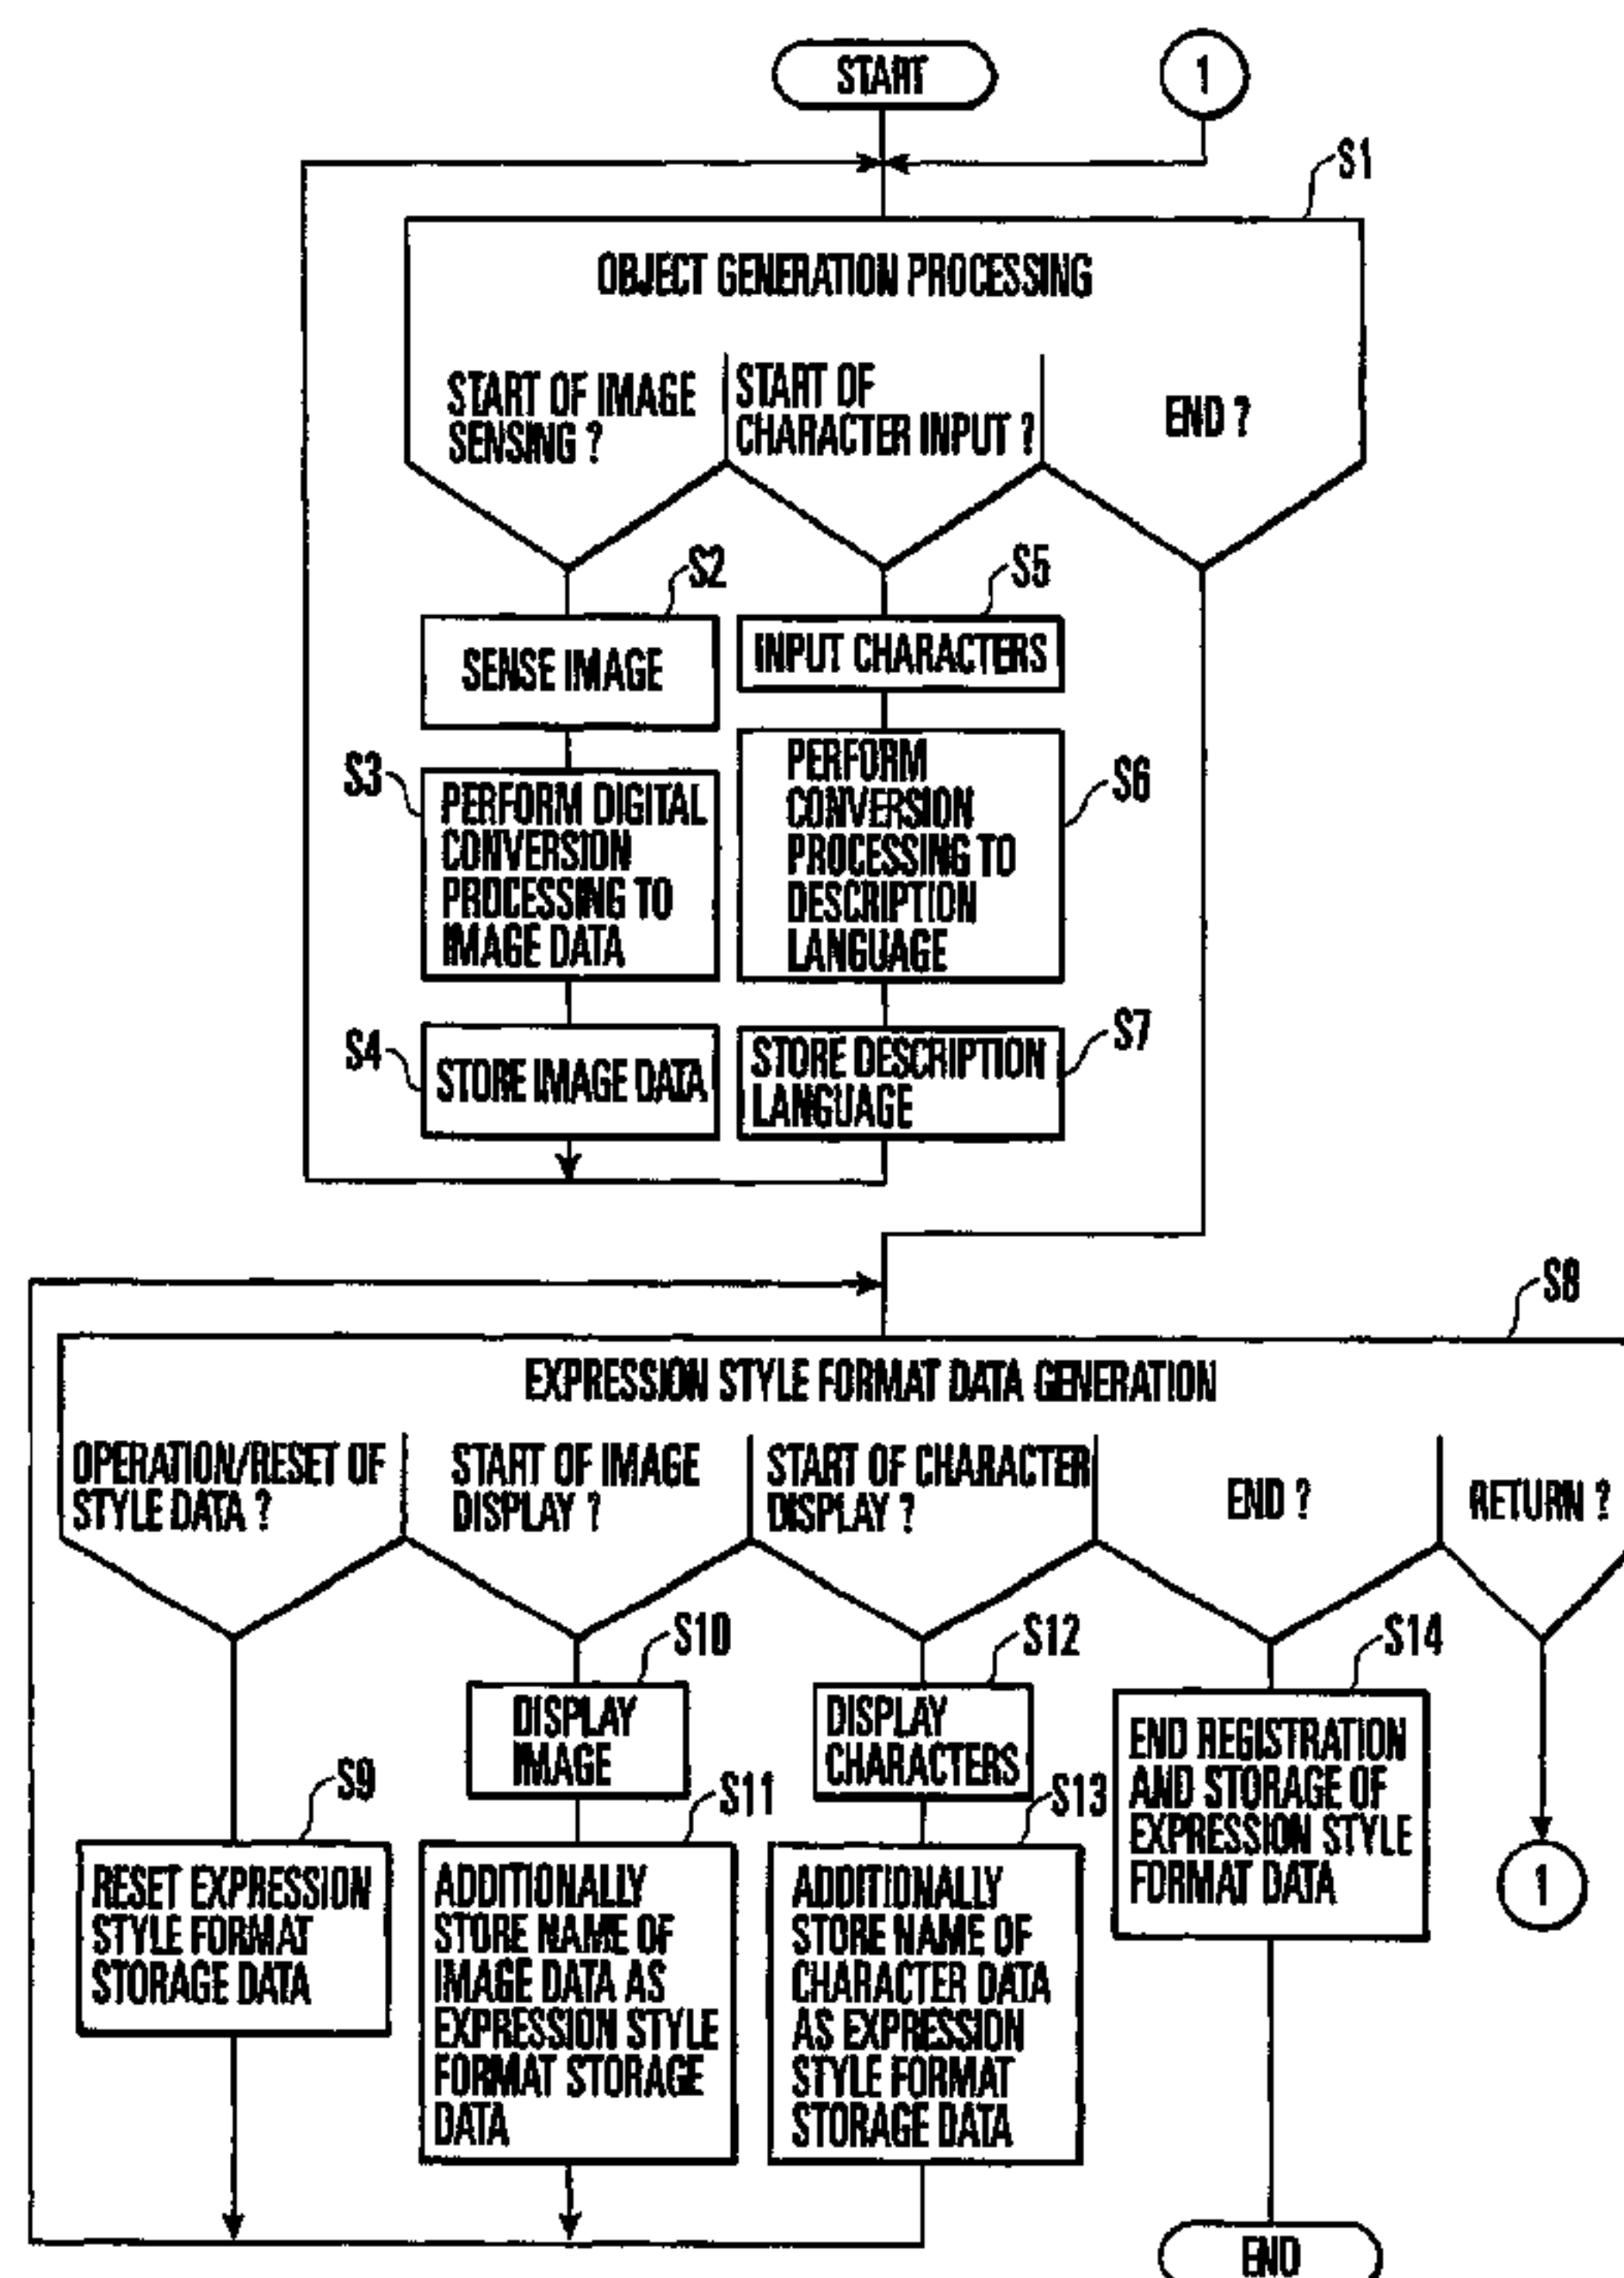 START
1
S1
OBJECT GENERATION PROCESSING
START OF IMAGE
SENSING ?
START OF
CHARACTER INPUT ?
END ?
S2
SENSE IMAGE
S3
PERFORM DIGITAL
CONVERSION
PROCESSING TO
IMAGE DATA
S4
STORE IMAGE DATA
S5
INPUT CHARACTERS
S6
PERFORM
CONVERSION
PROCESSING TO
DESCRIPTION
LANGUAGE
S7
STORE DESCRIPTION
LANGUAGE
S8
EXPRESSION STYLE FORMAT DATA GENERATION
OPERATION/RESET OF
STYLE DATA ?
START OF IMAGE
DISPLAY ?
START OF CHARACTER
DISPLAY ?
END ?
RETURN ?
S9
RESET EXPRESSION
STYLE FORMAT
STORAGE DATA
S10
DISPLAY
IMAGE
S11
ADDITIONALLY
STORE NAME OF
IMAGE DATA AS
EXPRESSION STYLE
FORMAT STORAGE
DATA
S12
DISPLAY
CHARACTERS
S13
ADDITIONALLY
STORE NAME OF
CHARACTER DATA
AS EXPRESSION
STYLE FORMAT
STORAGE DATA
S14
END REGISTRATION
AND STORAGE OF
EXPRESSION STYLE
FORMAT DATA
1
END